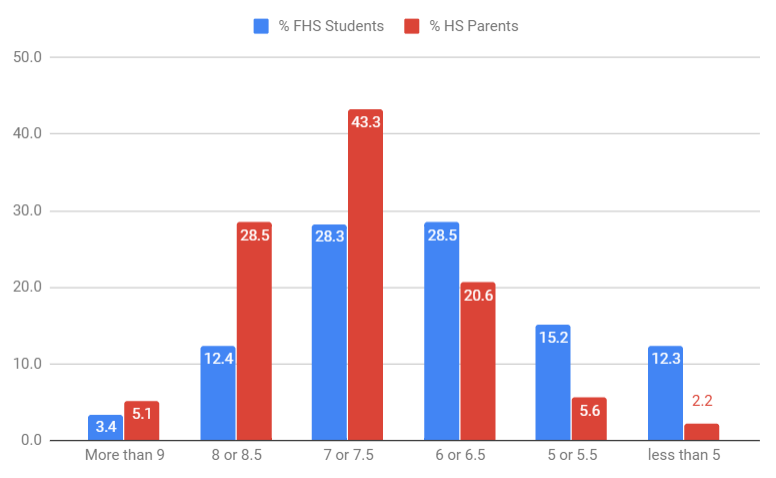 % FHS Students % HS Parents
50.0
40.0
30.0
20.0
10.0
0.0
3.4 5.1 12.4 28.5 28.3 43.3 28.5 20.6 15.2 5.6 12.3 2.2
More than 9 8 or 8.5 7 or 7.5 6 or 6.5 5 or 5.5 less than 5